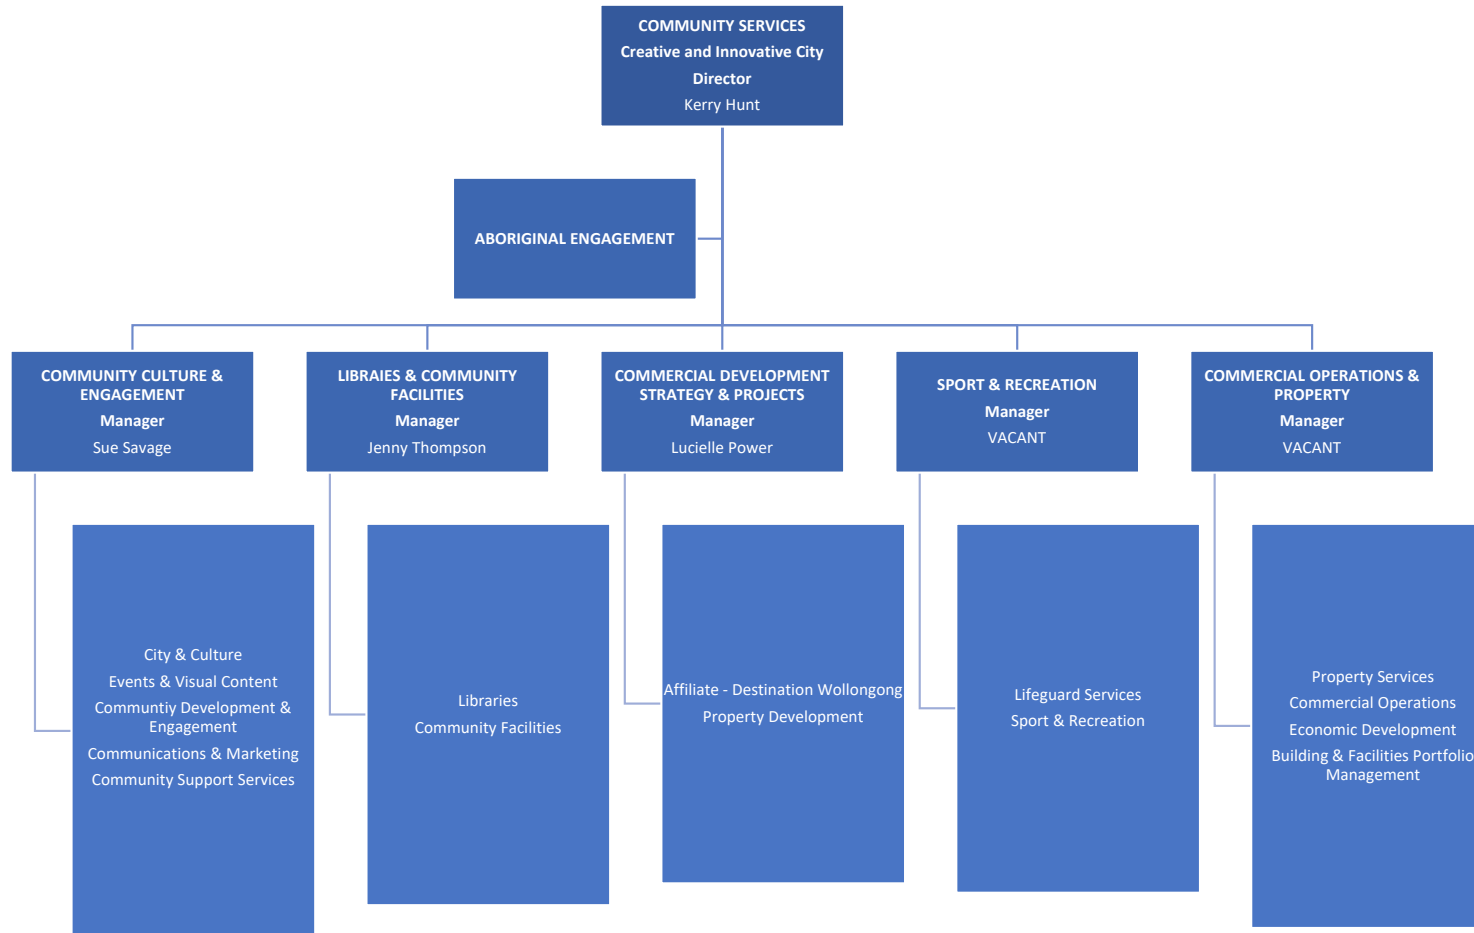 COMMUNITY SERVICES
Creative and Innovative City
Director
Kerry Hunt
ABORIGINAL ENGAGEMENT
COMMUNITY CULTURE &
ENGAGEMENT
Manager
Sue Savage
LIBRAIES & COMMUNITY
FACILITIES
Manager
Jenny Thompson
COMMERCIAL DEVELOPMENT
STRATEGY & PROJECTS
Manager
Lucielle Power
SPORT & RECREATION
Manager
VACANT
COMMERCIAL OPERATIONS &
PROPERTY
Manager
VACANT
City & Culture
Events & Visual Content
Communtiy Development &
Engagement
Communications & Marketing
Community Support Services
Libraries
Community Facilities
Affiliate - Destination Wollongong
Property Development
Lifeguard Services
Sport & Recreation
Property Services
Commercial Operations
Economic Development
Building & Facilities Portfolio
Management